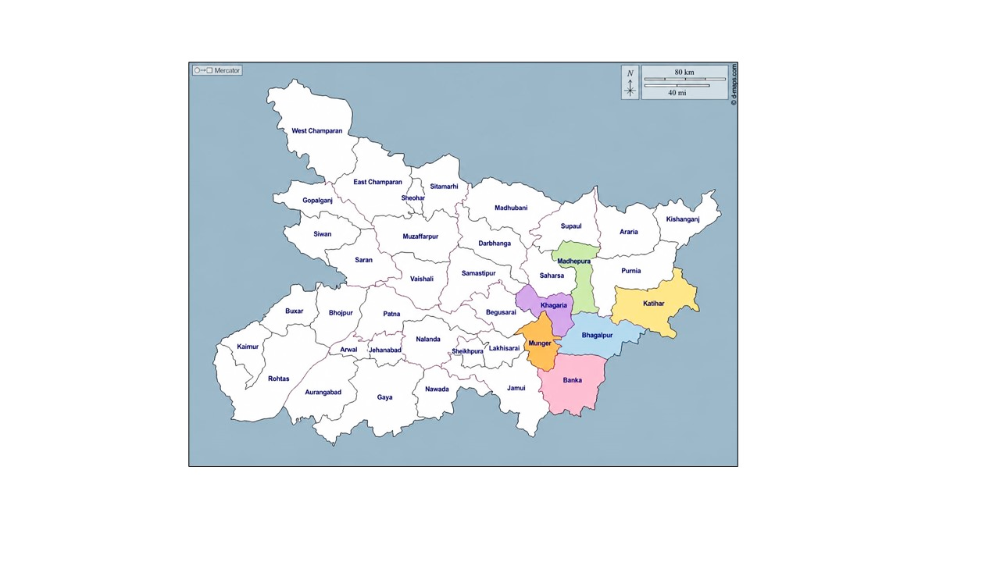 Mercator
N
80 km
40 mi
© d-maps.com
West Champaran
East Champaran
Sitamarhi
Sheohar
Gopalganj
Madhubani
Kishanganj
Supaul
Araria
Siwan
Muzaffarpur
Darbhanga
Saran
Madhepura
Purnia
Samastipur
Saharsa
Vaishali
Katihar
Khagaria
Buxar
Bhojpur
Patna
Begusarai
Bhagalpur
Nalanda
Munger
Kaimur
Arwal
Jehanabad
Sheikhpura
Lakhisarai
Rohtas
Banka
Jamui
Nawada
Aurangabad
Gaya